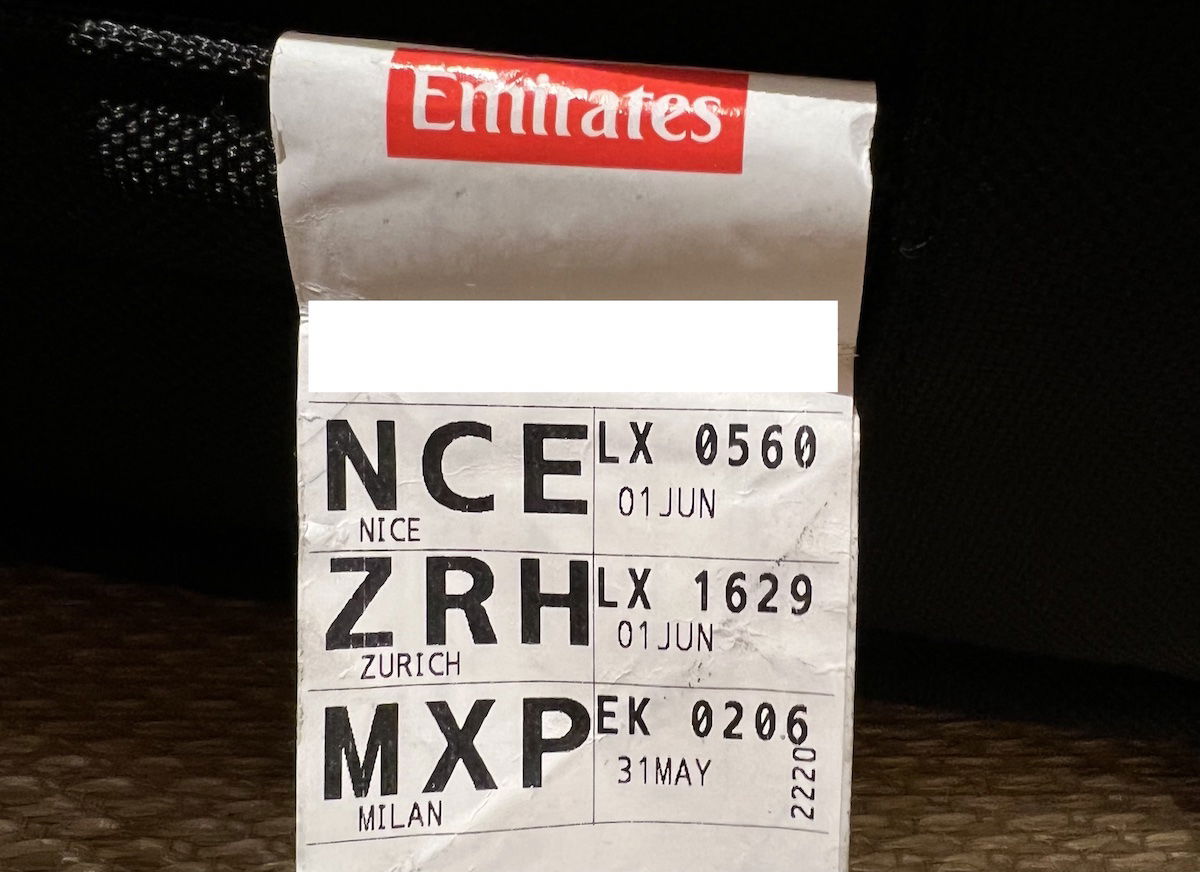 Emirates
NCE LX 0560
01JUN
NICE
ZRH LX 1629
01JUN
ZURICH
MXP EK 0206
31MAY
MILAN
2220